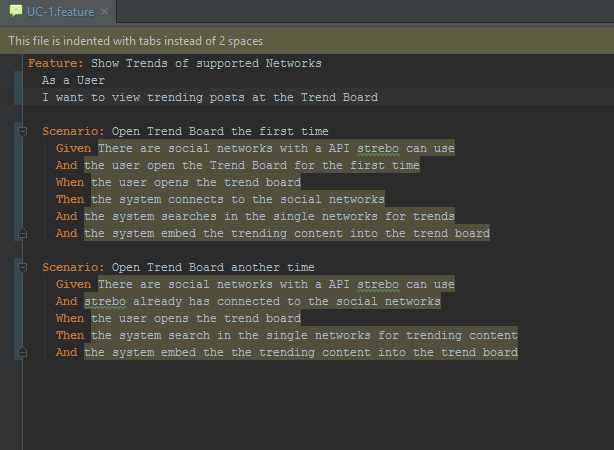 UC-1.feature
This file is indented with tabs instead of 2 spaces
Feature: Show Trends of supported Networks
As a User
I want to view trending posts at the Trend Board
Scenario: Open Trend Board the first time
Given There are social networks with a API strebo can use
And the user open the Trend Board for the first time
When the user opens the trend board
Then the system connects to the social networks
And the system searches in the single networks for trends
And the system embed the trending content into the trend board
Scenario: Open Trend Board another time
Given There are social networks with a API strebo can use
And strebo already has connected to the social networks
When the user opens the trend board
Then the system search in the single networks for trending content
And the system embed the the trending content into the trend board